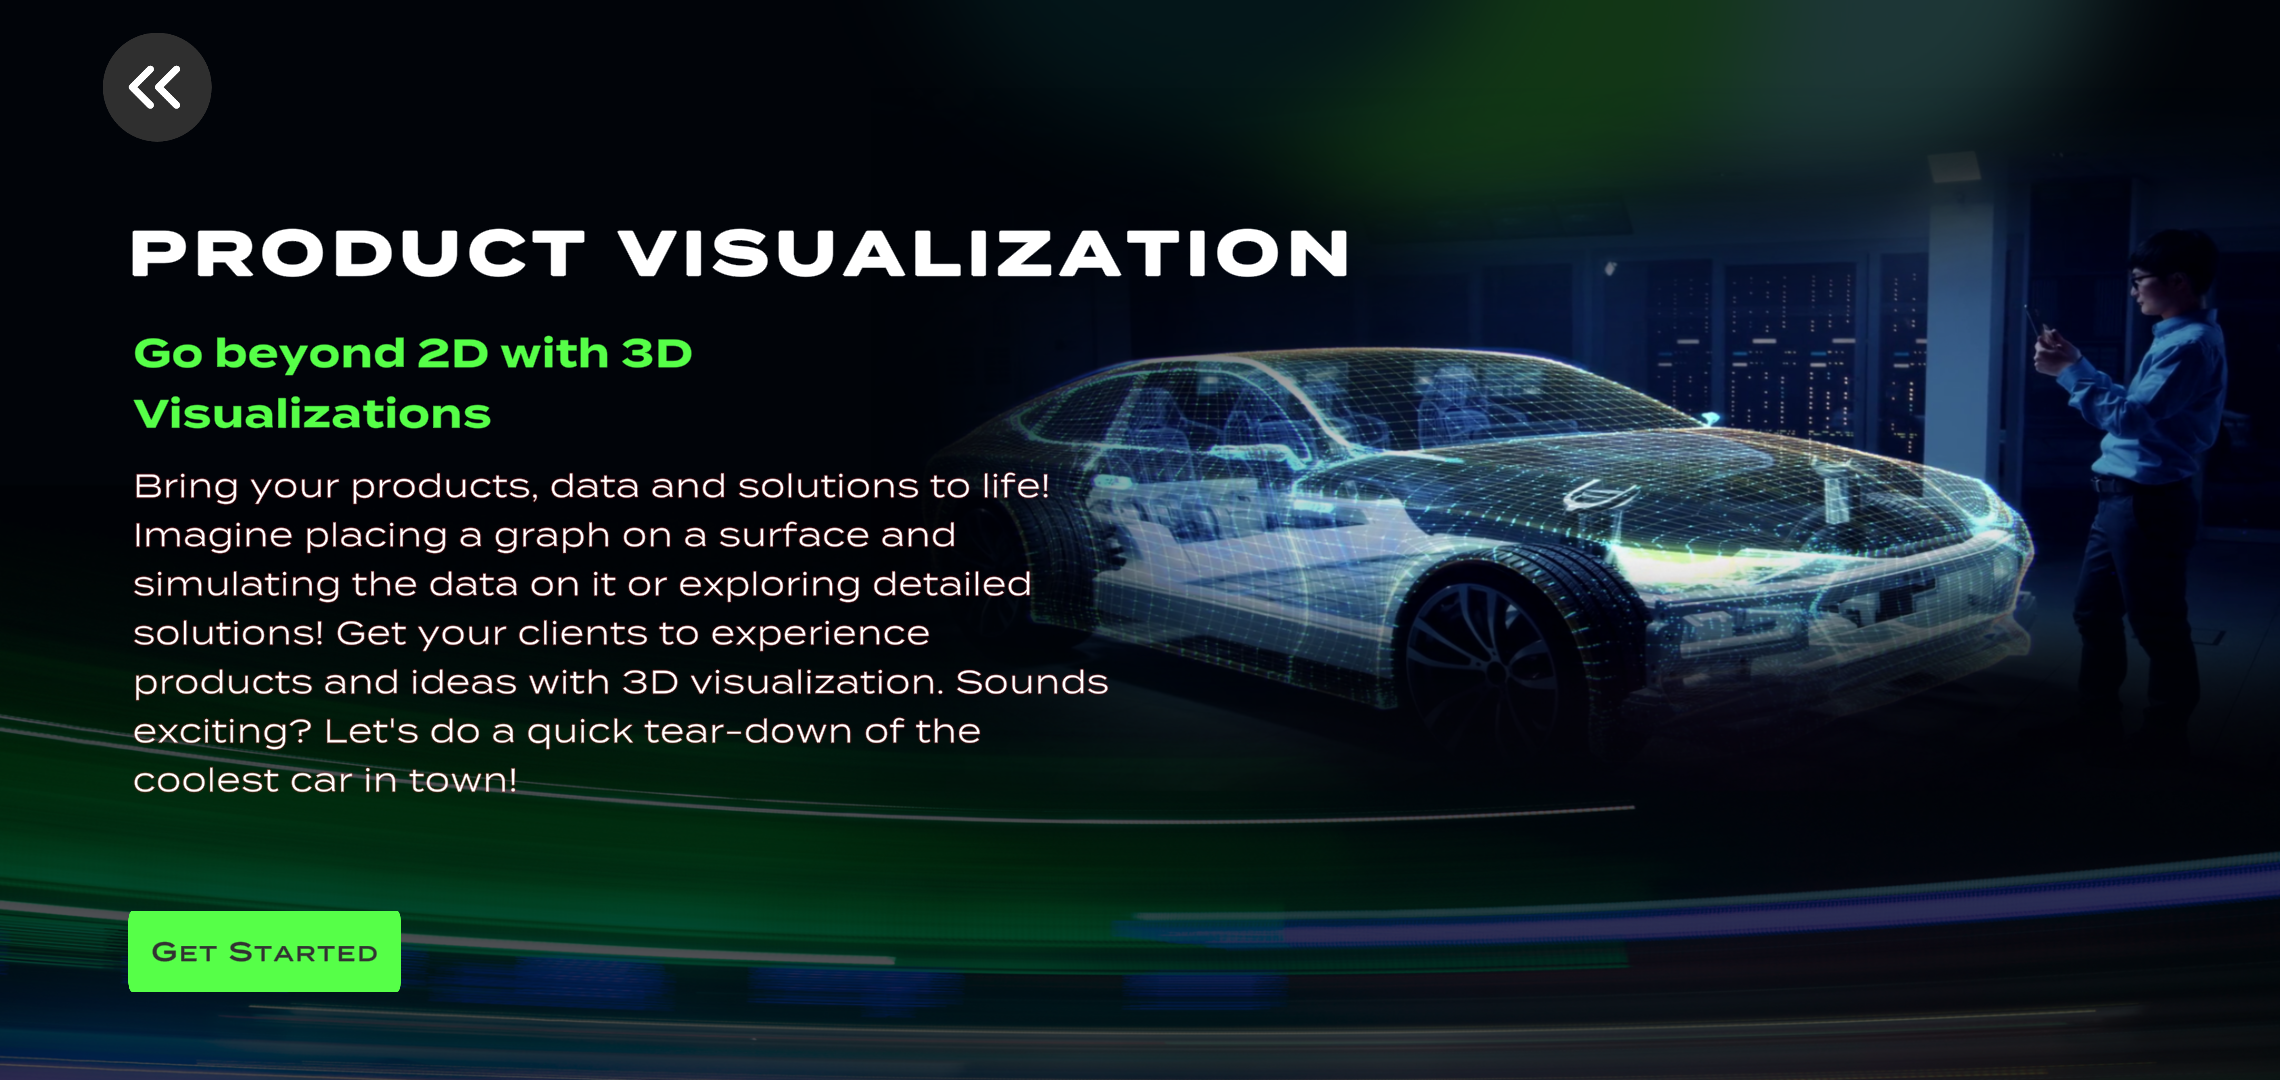 PRODUCT VISUALIZATION
Go beyond 2D with 3D
Visualizations
Bring your products, data and solutions to life!
Imagine placing a graph on a surface and
simulating the data on it or exploring detailed
solutions! Get your clients to experience
products and ideas with 3D visualization. Sounds
exciting? Let's do a quick tear-down of the
coolest car in town!
Get Started